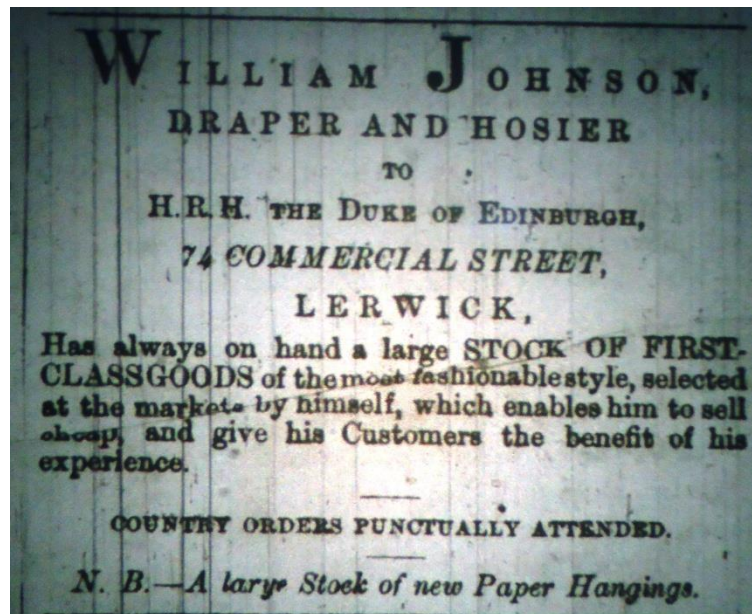 WILLIAM JOHNSON,
DRAPER AND HOSIER
TO
H.R.H. THE DUKE OF EDINBURGH,
74 COMMERCIAL STREET,
LERWICK,
Has always on hand a large STOCK OF FIRST-
CLASS GOODS of the most fashionable style, selected
at the markets by himself, which enables him to sell
cheap, and give his Customers the benefit of his
experience.
COUNTRY ORDERS PUNCTUALLY ATTENDED.
N. B.—A large Stock of new Paper Hangings.